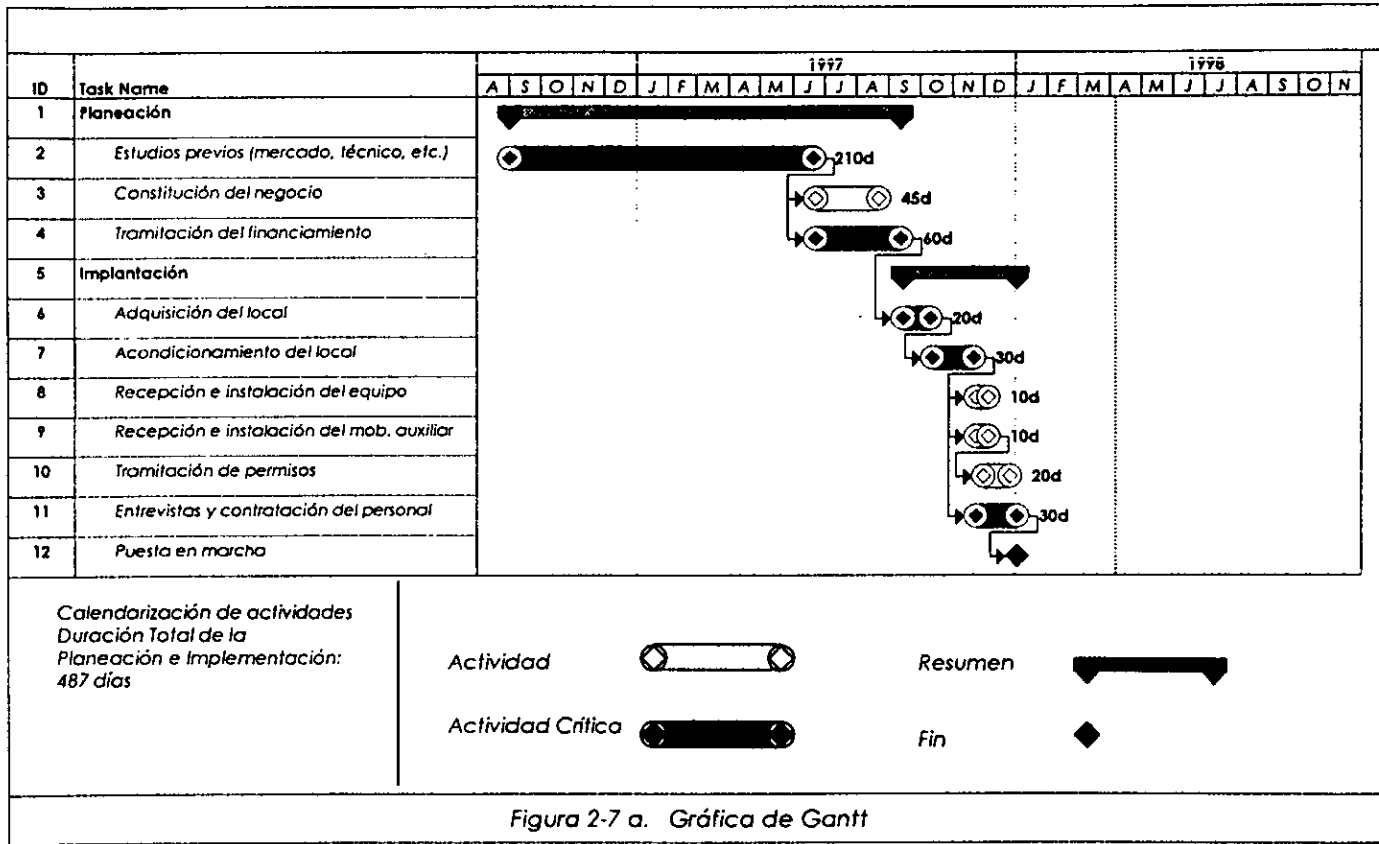 1997 1998
ID Task Name A S O N D J F M A M J J A S O N D J F M A M J J A S O N
1 Planeación
2 Estudios previos (mercado, técnico, etc.) 210d
3 Constitución del negocio 45d
4 Tramitación del financiamiento 60d
5 Implantación
6 Adquisición del local 20d
7 Acondicionamiento del local 30d
8 Recepción e instalación del equipo 10d
9 Recepción e instalación del mob. auxiliar 10d
10 Tramitación de permisos 20d
11 Entrevistas y contratación del personal 30d
12 Puesta en marcha
Calendarización de actividades
Duración Total de la
Planeación e Implementación:
487 días
Actividad Resumen
Actividad Crítica Fin
Figura 2-7 a. Gráfica de Gantt